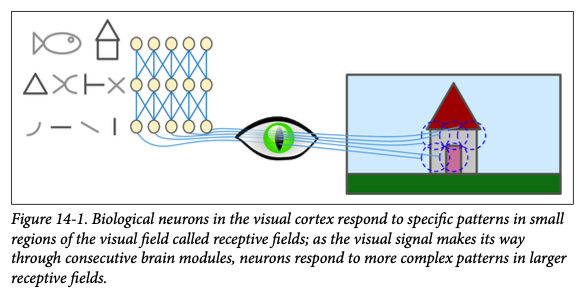 Figure 14-1. Biological neurons in the visual cortex respond to specific patterns in small
regions of the visual field called receptive fields; as the visual signal makes its way
through consecutive brain modules, neurons respond to more complex patterns in larger
receptive fields.